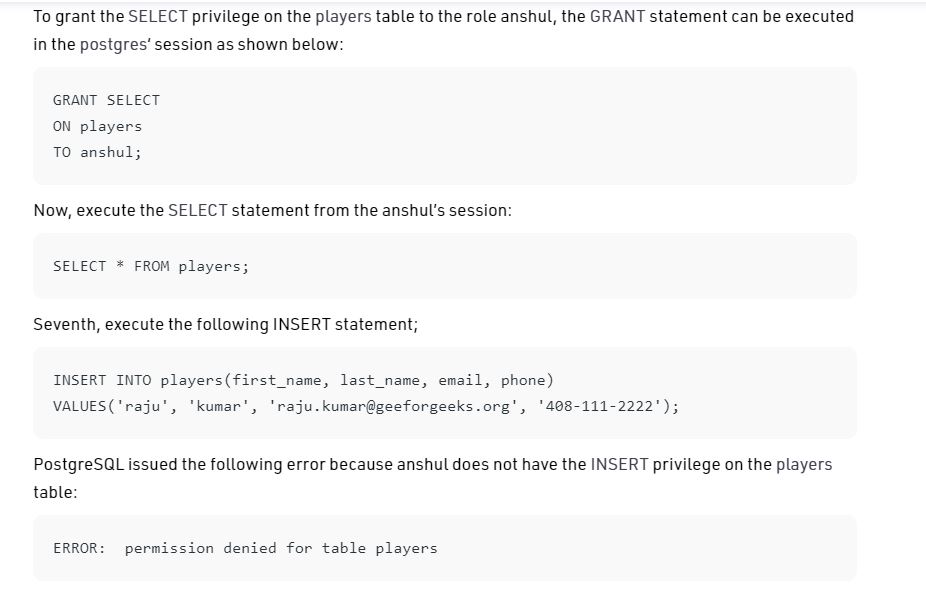 To grant the SELECT privilege on the players table to the role anshul, the GRANT statement can be executed
in the postgres‘ session as shown below:
GRANT SELECT
ON players
TO anshul;
Now, execute the SELECT statement from the anshul's session:
SELECT * FROM players;
Seventh, execute the following INSERT statement;
INSERT INTO players(first_name, last_name, email, phone)
VALUES('raju', 'kumar', 'raju.kumar@geeforgeeks.org', '408-111-2222');
PostgreSQL issued the following error because anshul does not have the INSERT privilege on the players
table:
ERROR:  permission denied for table players